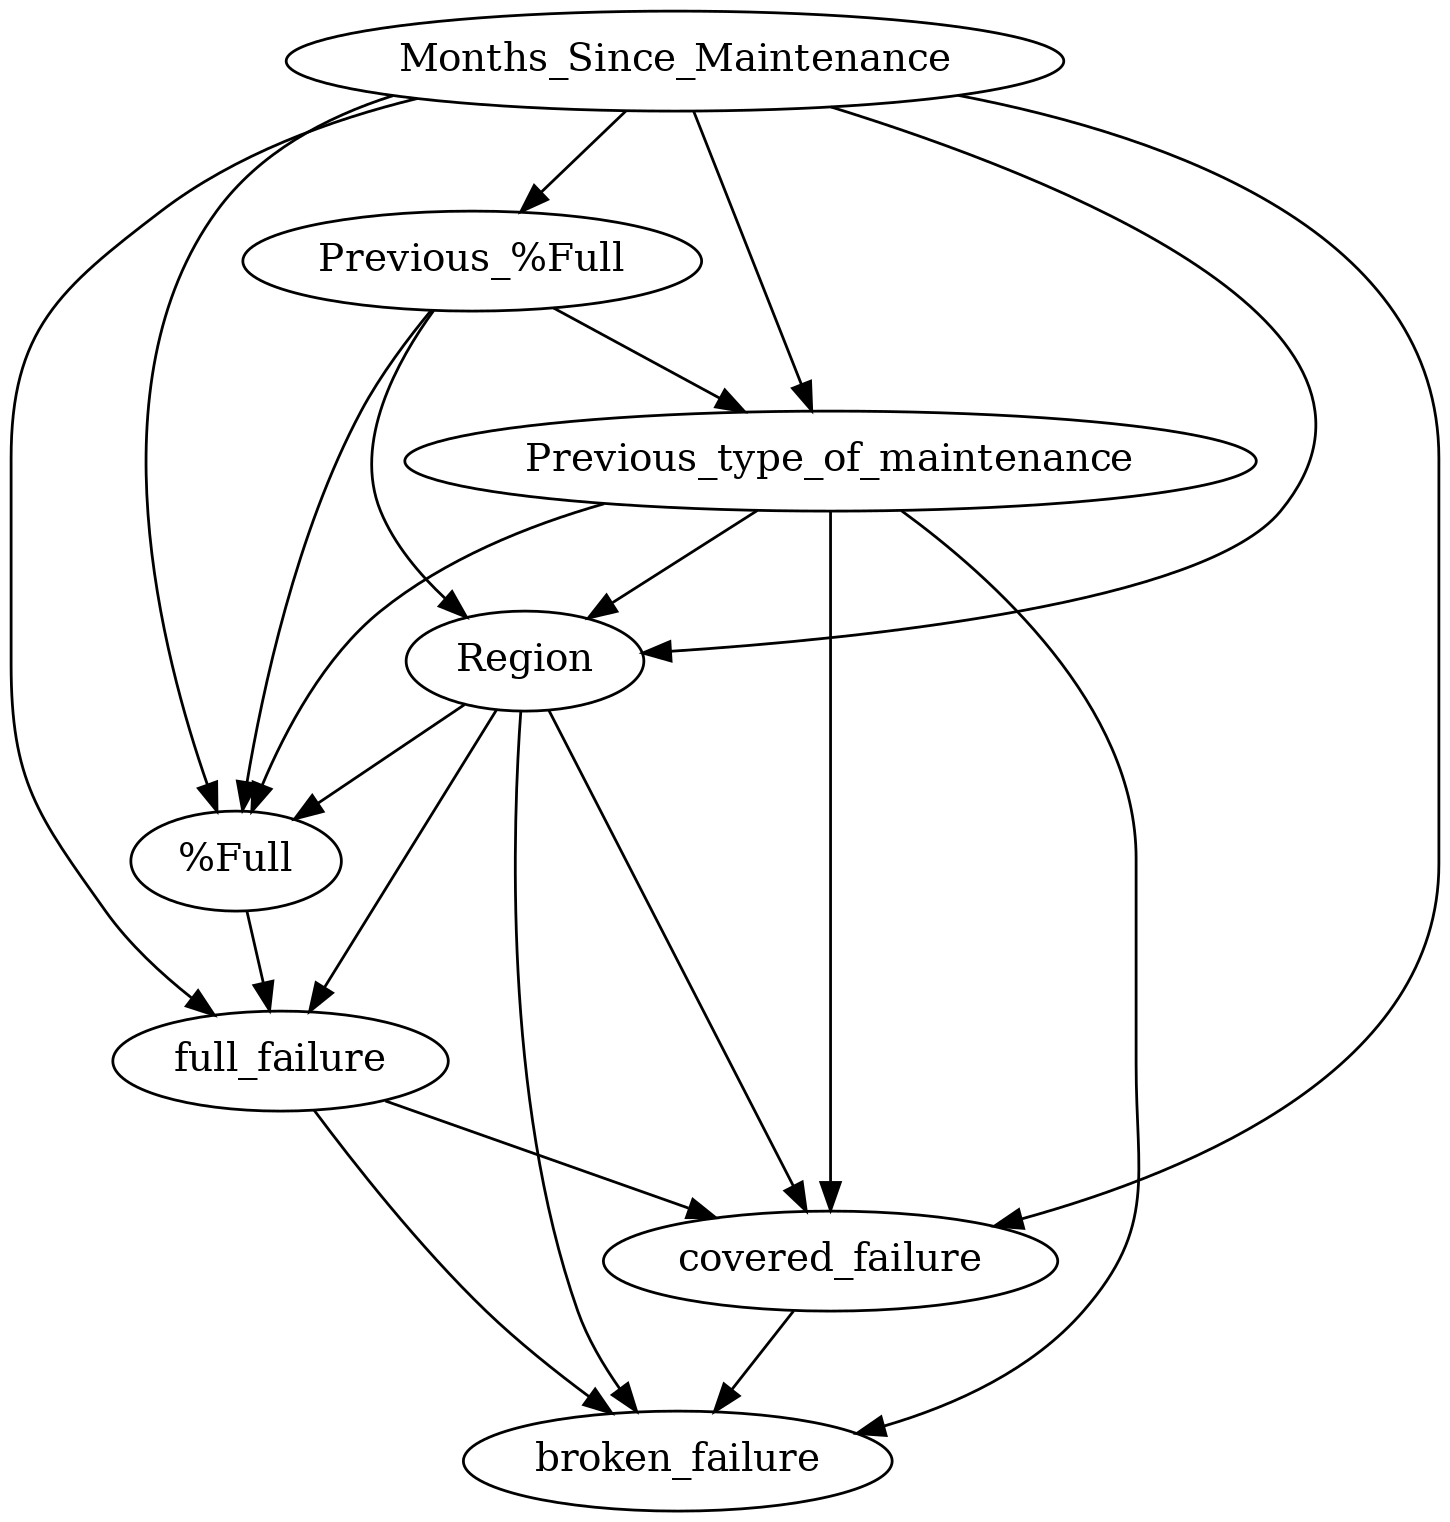 Months_Since_Maintenance
Previous_%Full
Previous_type_of_maintenance
Region
%Full
full_failure
covered_failure
broken_failure